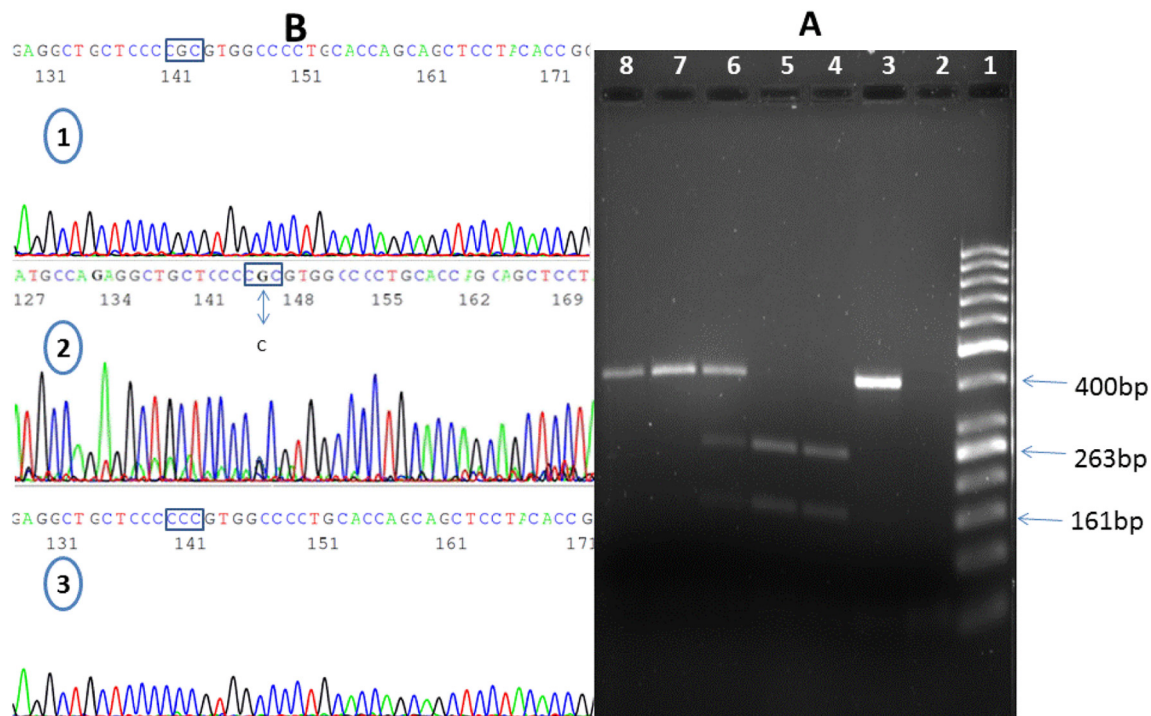 B
A
GAGGCTGCTCCCCGCGTGGCCCCTGCACCAGCAGCTCCTACACCGC
131 141 151 161 171
8 7 6 5 4 3 2 1
1
ATGCCAGAGGCTGCTCCCCGCGTGGCCCCTGCACCAGCAGCTCCT
127 134 141 148 155 162 169
2
C
400bp
263bp
161bp
GAGGCTGCTCCCCCCGTGGCCCCTGCACCAGCAGCTCCTACACCG
131 141 151 161 171
3